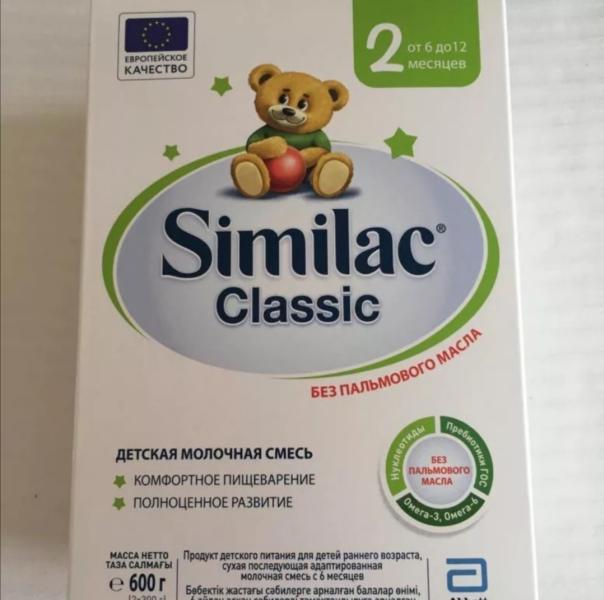 ЕВРОПЕЙСКОЕ
КАЧЕСТВО
2 от 6 до 12
месяцев
Similac®
Classic
БЕЗ ПАЛЬМОВОГО МАСЛА
ДЕТСКАЯ МОЛОЧНАЯ СМЕСЬ
КОМФОРТНОЕ ПИЩЕВАРЕНИЕ
ПОЛНОЦЕННОЕ РАЗВИТИЕ
Нуклеотиды
Пребиотики ГОС
БЕЗ
ПАЛЬМОВОГО
МАСЛА
Омега-3, Омега-6
МАССА НЕТТО
ТАЗА САЛМАҒЫ
℮ 600 г
Продукт детского питания для детей раннего возраста,
сухая последующая адаптированная
молочная смесь с 6 месяцев
Бөбектік жастағы сабилерге арналған балалар өнімі,